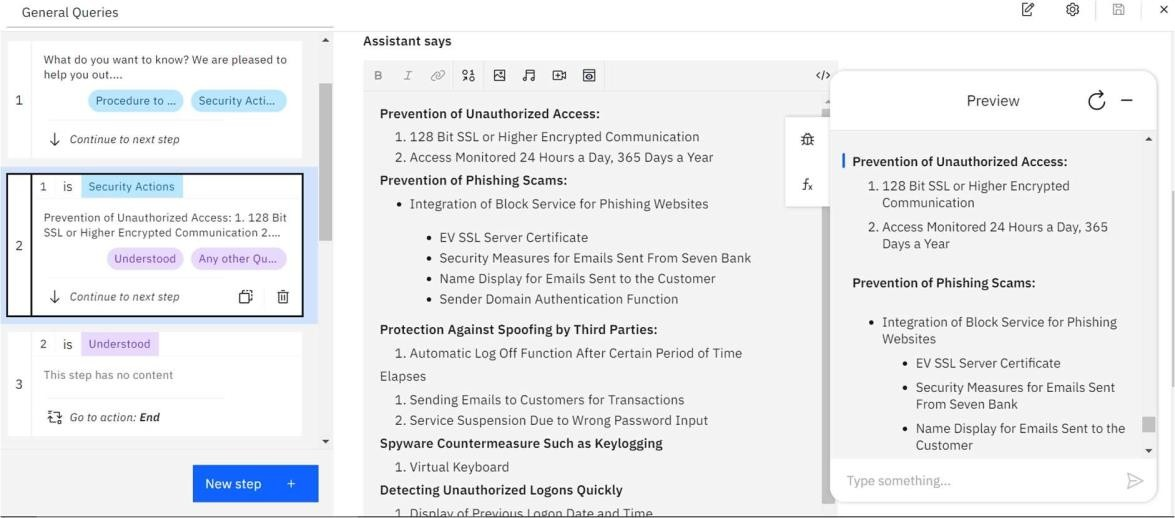 General Queries
1
What do you want to know? We are pleased to
help you out....
Procedure to ...
Security Acti...
Continue to next step
2
1 is Security Actions
Prevention of Unauthorized Access: 1. 128 Bit
SSL or Higher Encrypted Communication 2....
Understood
Any other Qu...
Continue to next step
3
2 is Understood
This step has no content
Go to action: End
New step +
Assistant says
B I </>
Prevention of Unauthorized Access:
1. 128 Bit SSL or Higher Encrypted Communication
2. Access Monitored 24 Hours a Day, 365 Days a Year
Prevention of Phishing Scams:
• Integration of Block Service for Phishing Websites
• EV SSL Server Certificate
• Security Measures for Emails Sent From Seven Bank
• Name Display for Emails Sent to the Customer
• Sender Domain Authentication Function
Protection Against Spoofing by Third Parties:
1. Automatic Log Off Function After Certain Period of Time
Elapses
1. Sending Emails to Customers for Transactions
2. Service Suspension Due to Wrong Password Input
Spyware Countermeasure Such as Keylogging
1. Virtual Keyboard
Detecting Unauthorized Logons Quickly
1. Display of Previous Logon Date and Time
fx
Preview
Prevention of Unauthorized Access:
1. 128 Bit SSL or Higher Encrypted
Communication
2. Access Monitored 24 Hours a Day, 365
Days a Year
Prevention of Phishing Scams:
• Integration of Block Service for Phishing
Websites
• EV SSL Server Certificate
• Security Measures for Emails Sent
From Seven Bank
• Name Display for Emails Sent to the
Customer
Type something...